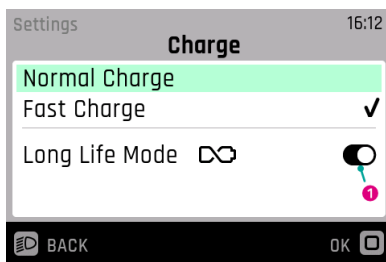 Settings 16:12
Charge
Normal Charge
Fast Charge
Long Life Mode
1
BACK OK